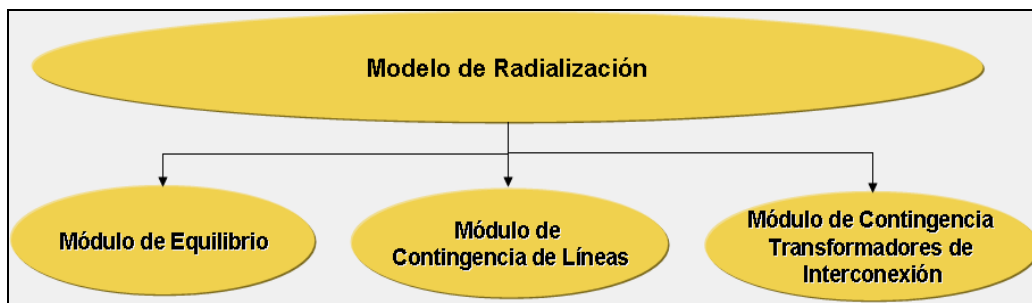 Modelo de Radialización
Módulo de Equilibrio
Módulo de
Contingencia de Líneas
Módulo de Contingencia
Transformadores de
Interconexión